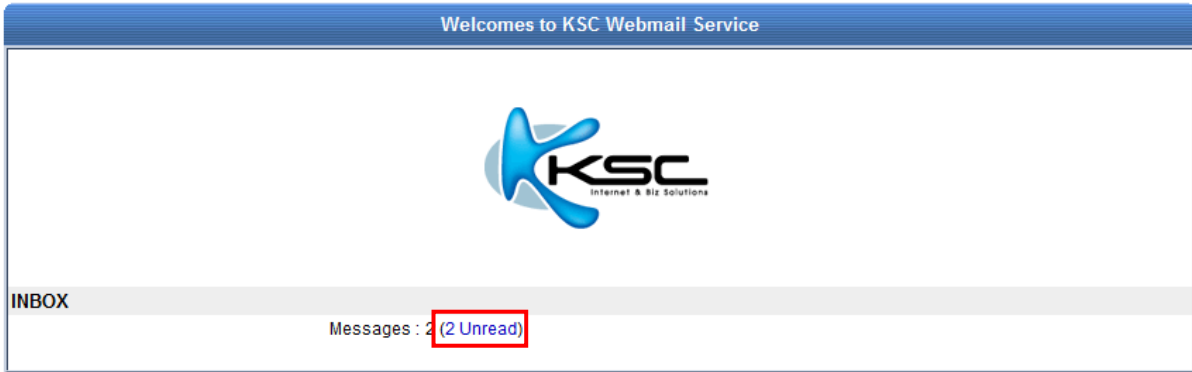 Welcomes to KSC Webmail Service
KSC
Internet & Biz Solutions
INBOX
Messages : 2 (2 Unread)